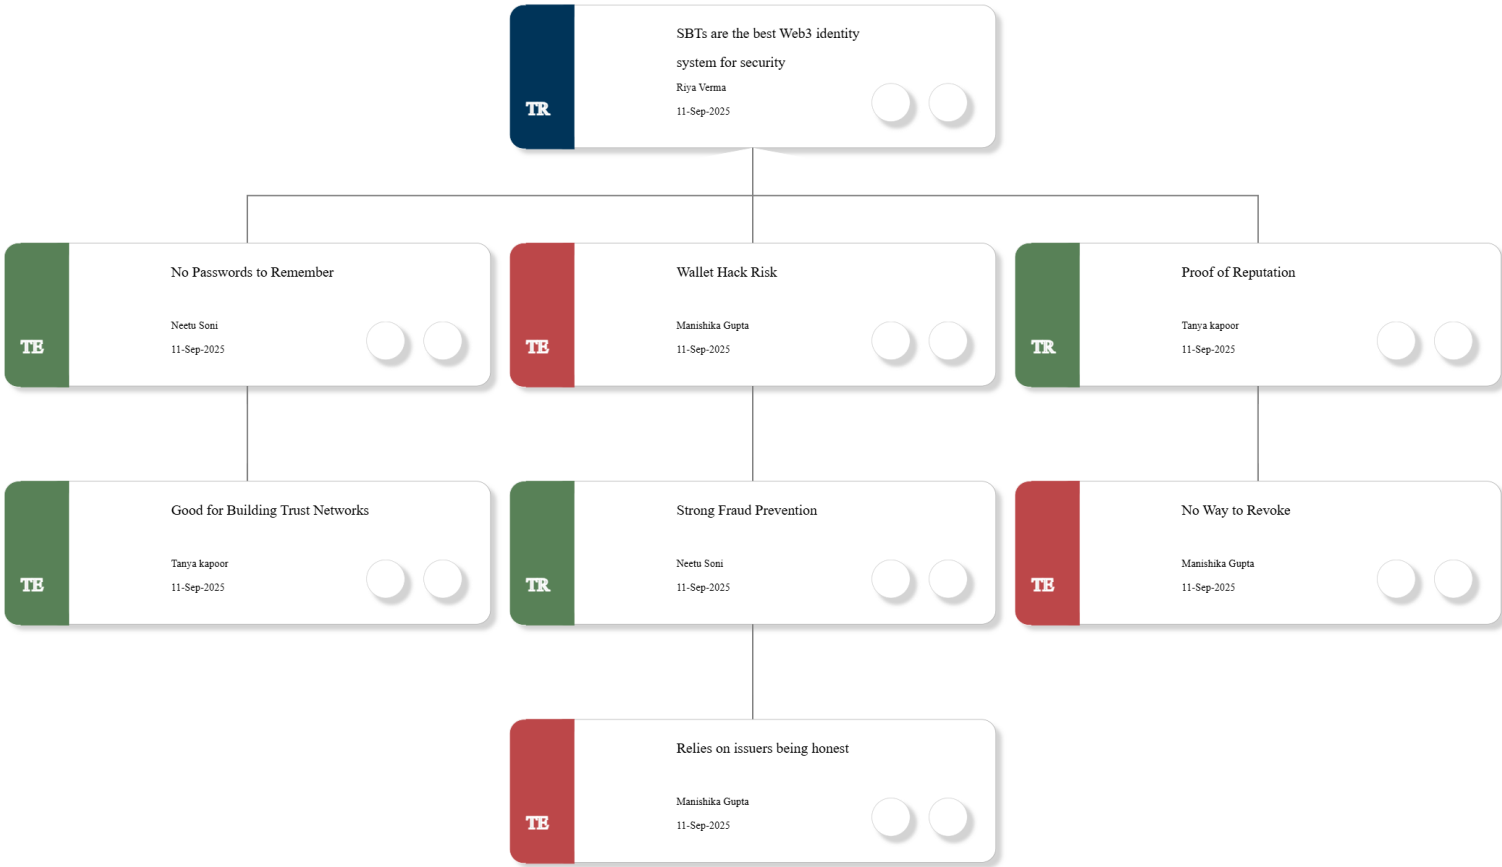 SBTs are the best Web3 identity
system for security
Riya Verma
11-Sep-2025
TR
No Passwords to Remember
Neetu Soni
11-Sep-2025
TE
Wallet Hack Risk
Manishika Gupta
11-Sep-2025
TE
Proof of Reputation
Tanya kapoor
11-Sep-2025
TR
Good for Building Trust Networks
Tanya kapoor
11-Sep-2025
TE
Strong Fraud Prevention
Neetu Soni
11-Sep-2025
TR
No Way to Revoke
Manishika Gupta
11-Sep-2025
TE
Relies on issuers being honest
Manishika Gupta
11-Sep-2025
TE